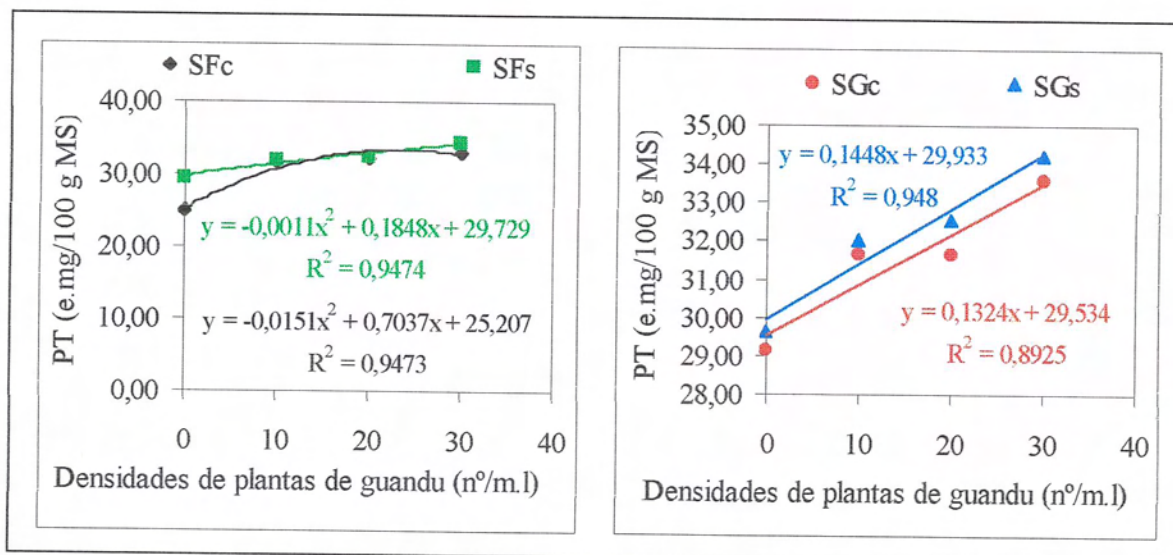 SFc SFs
PT (e.mg/100 g MS)
40,00
30,00
20,00
10,00
0,00
y = -0,0011x² + 0,1848x + 29,729
R² = 0,9474
y = -0,0151x² + 0,7037x + 25,207
R² = 0,9473
0 10 20 30 40
Densidades de plantas de guandu (nº/m.l)
SGc SGs
PT (e.mg/100 g MS)
35,00
34,00
33,00
32,00
31,00
30,00
29,00
28,00
y = 0,1448x + 29,933
R² = 0,948
y = 0,1324x + 29,534
R² = 0,8925
0 10 20 30 40
Densidades de plantas de guandu (nº/m.l)